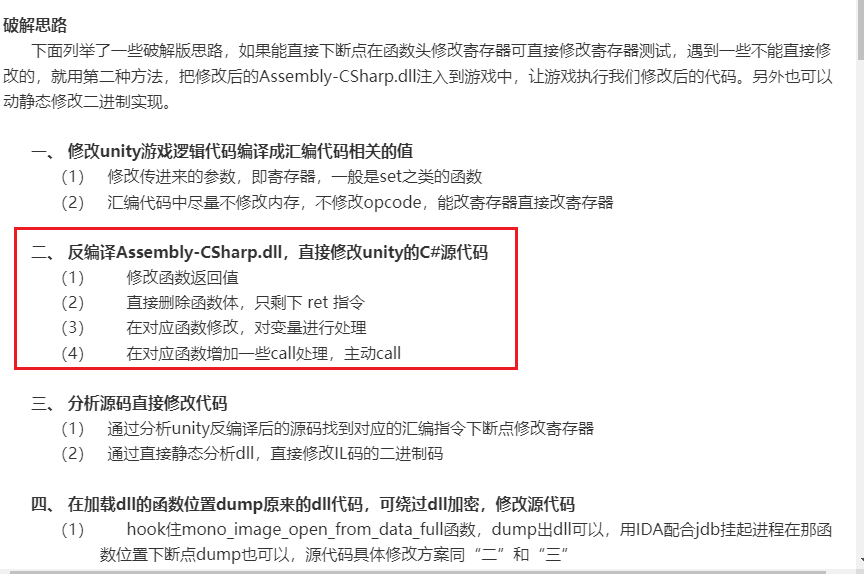 破解思路
下面列举了一些破解版思路，如果能直接下断点在函数头修改寄存器可直接修改寄存器测试，遇到一些不能直接修
改的，就用第二种方法，把修改后的Assembly-CSharp.dll注入到游戏中，让游戏执行我们修改后的代码。另外也可以
动静态修改二进制实现。
一、 修改unity游戏逻辑代码编译成汇编代码相关的值
（1） 修改传进来的参数，即寄存器，一般是set之类的函数
（2） 汇编代码中尽量不修改内存，不修改opcode，能改寄存器直接改寄存器
二、 反编译Assembly-CSharp.dll，直接修改unity的C#源代码
（1） 修改函数返回值
（2） 直接删除函数体，只剩下 ret 指令
（3） 在对应函数修改，对变量进行处理
（4） 在对应函数增加一些call处理，主动call
三、 分析源码直接修改代码
（1） 通过分析unity反编译后的源码找到对应的汇编指令下断点修改寄存器
（2） 通过直接静态分析dll，直接修改IL码的二进制码
四、 在加载dll的函数位置dump原来的dll代码，可绕过dll加密，修改源代码
（1） hook住mono_image_open_from_data_full函数，dump出dll可以，用IDA配合jdb挂起进程在那函
数位置下断点dump也可以，源代码具体修改方案同“二”和“三”